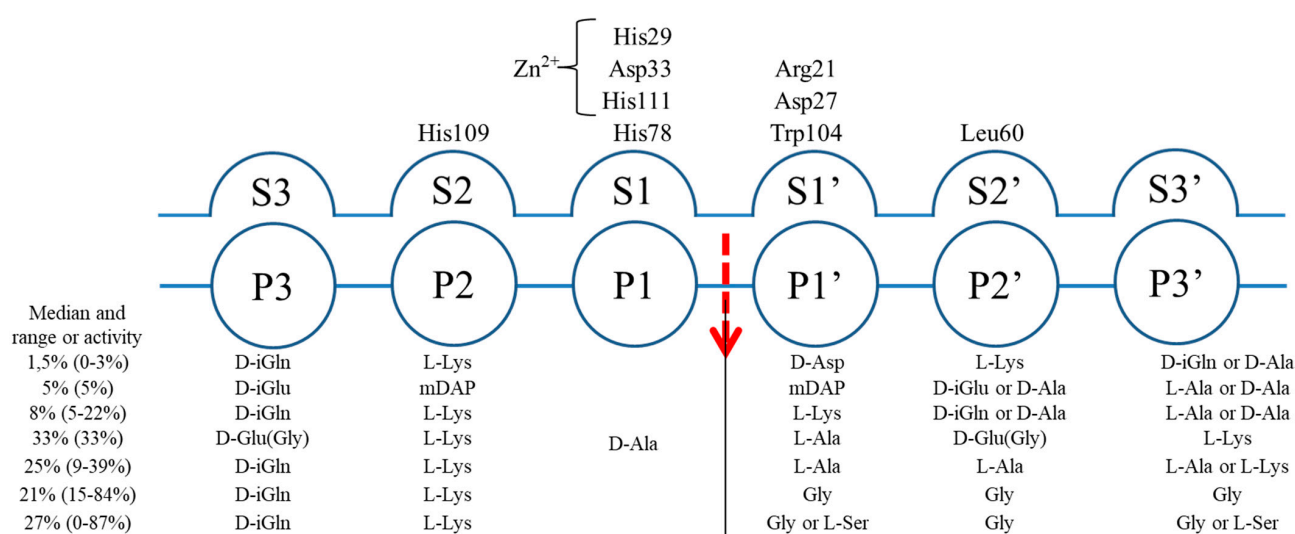 His29
Zn2+ Asp33 Arg21
His111 Asp27
His109 His78 Trp104 Leu60
S3 S2 S1 S1’ S2’ S3’
P3 P2 P1 P1’ P2’ P3’
Median and
range or activity
1,5% (0-3%) D-iGln L-Lys D-Asp L-Lys D-iGln or D-Ala
5% (5%) D-iGlu mDAP mDAP D-iGlu or D-Ala L-Ala or D-Ala
8% (5-22%) D-iGln L-Lys L-Lys D-iGln or D-Ala L-Ala or D-Ala
33% (33%) D-Glu(Gly) L-Lys D-Ala L-Ala D-Glu(Gly) L-Lys
25% (9-39%) D-iGln L-Lys L-Ala L-Ala L-Ala or L-Lys
21% (15-84%) D-iGln L-Lys Gly Gly Gly
27% (0-87%) D-iGln L-Lys Gly or L-Ser Gly Gly or L-Ser